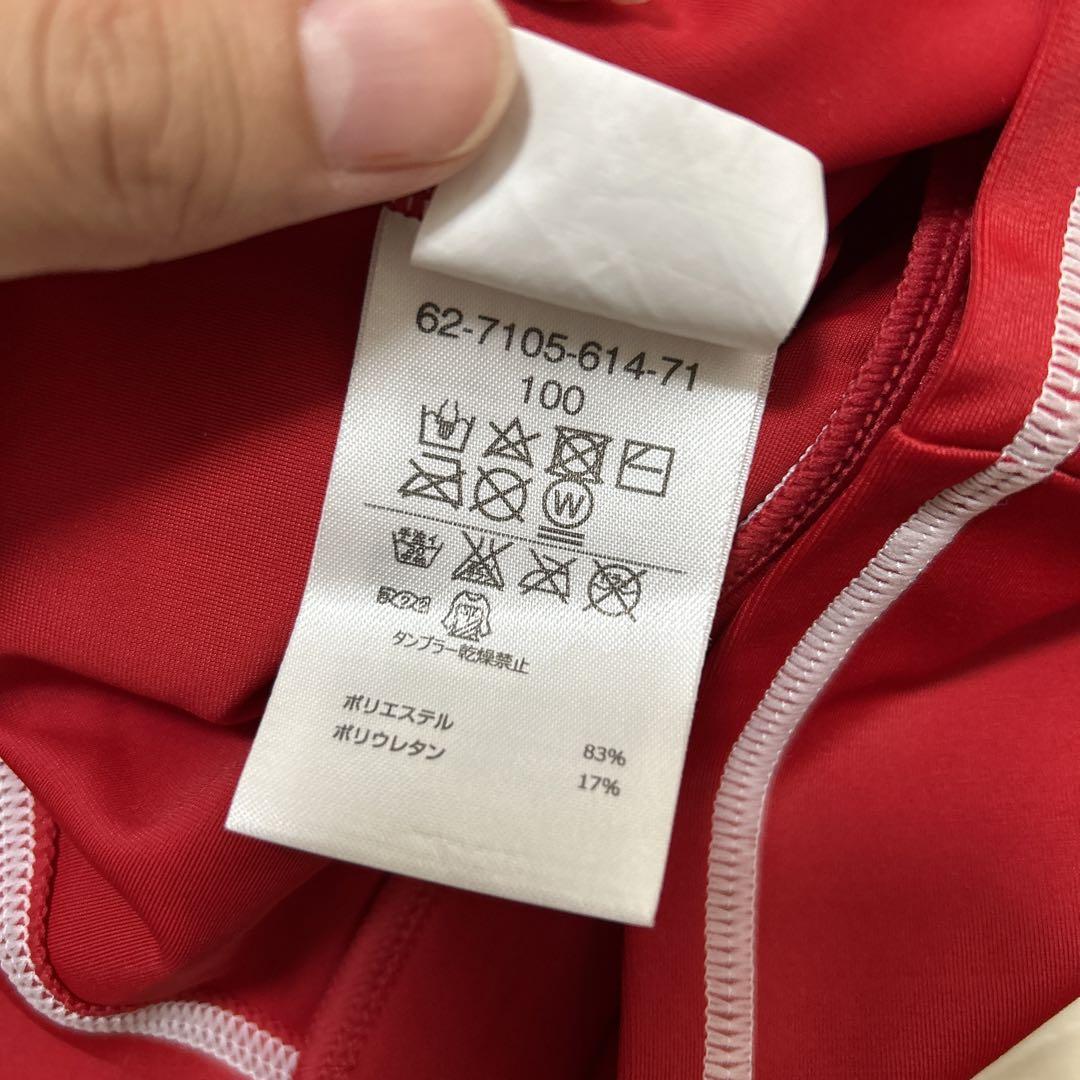 62-7105-614-71
100
W
タンブラー乾燥禁止
ポリエステル
ポリウレタン
83%
17%